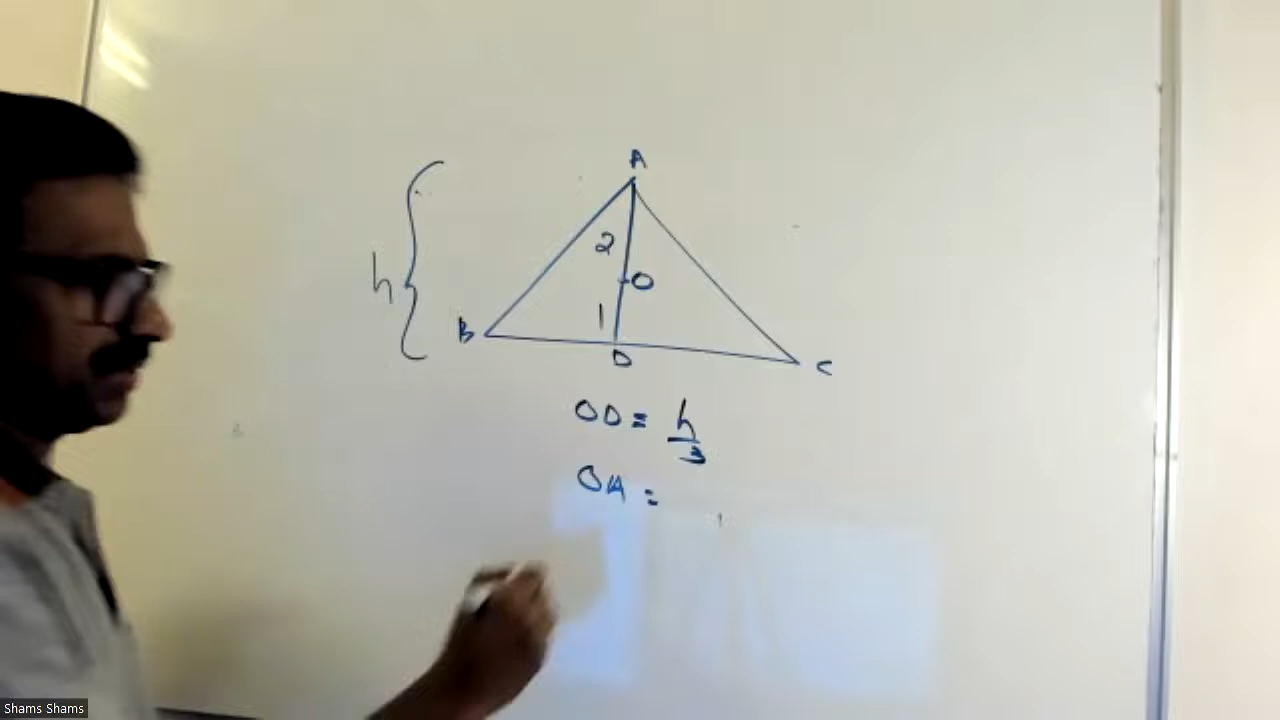 A
2
O
h
1
B
D
C
OD = h/3
OA =
Shams Shams